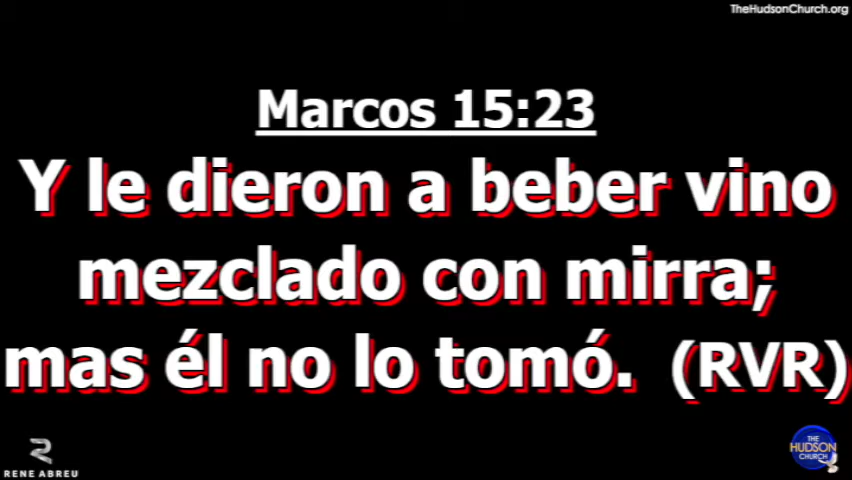 TheHudsonChurch.org
Marcos 15:23
Y le dieron a beber vino
mezclado con mirra;
mas él no lo tomó. (RVR)
RENE ABREU
THE
HUDSON
CHURCH